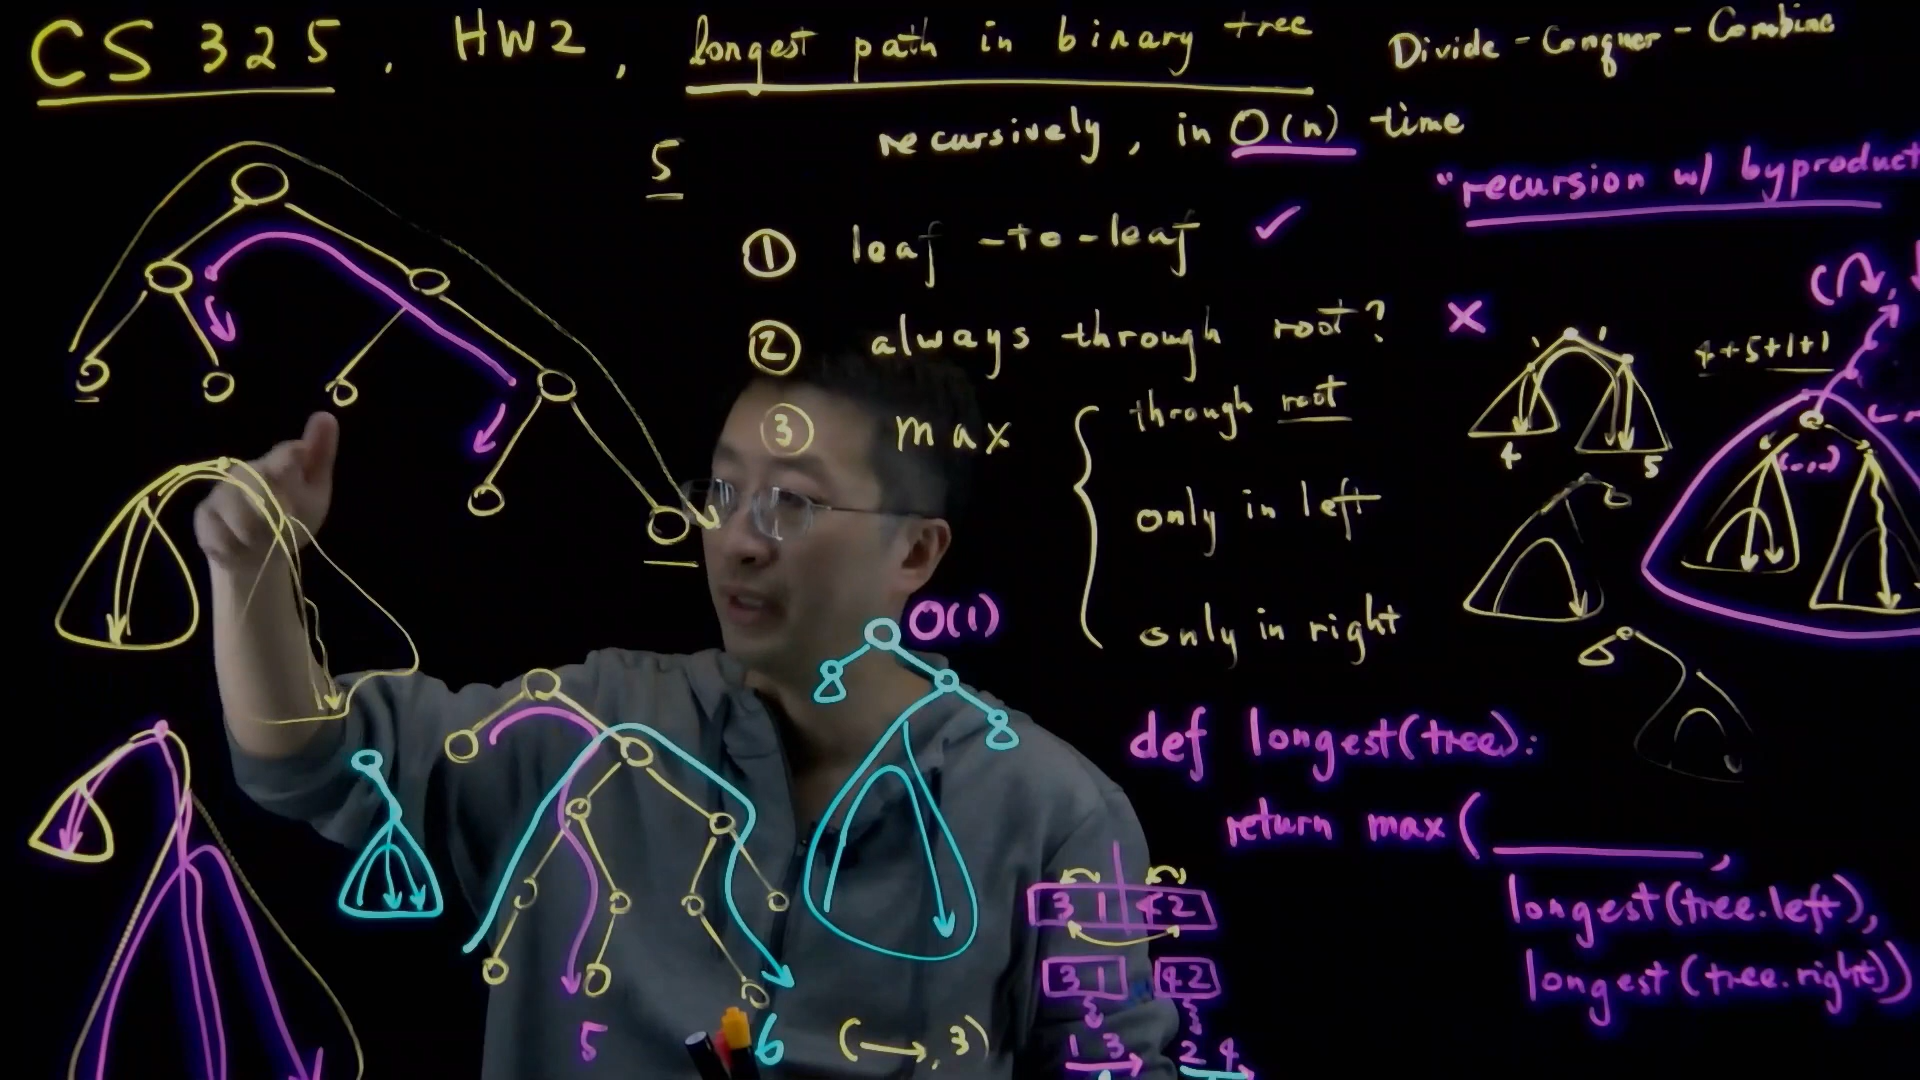 CS 325, HW2, longest path in binary tree
Divide - Conquer - Combine
recursively, in O(n) time
"recursion w/ byproduct
5
① leaf -to-leaf ✓
② always through root? ×
③ max { through root
only in left
only in right
4+5+1+1
4
5
(-,-)
O(1)
def longest(tree):
return max( ________,
longest(tree.left),
longest(tree.right))
3 1 | 4 2
3 1 4 2
1 3 2 4
5
6
(⟶, 3)